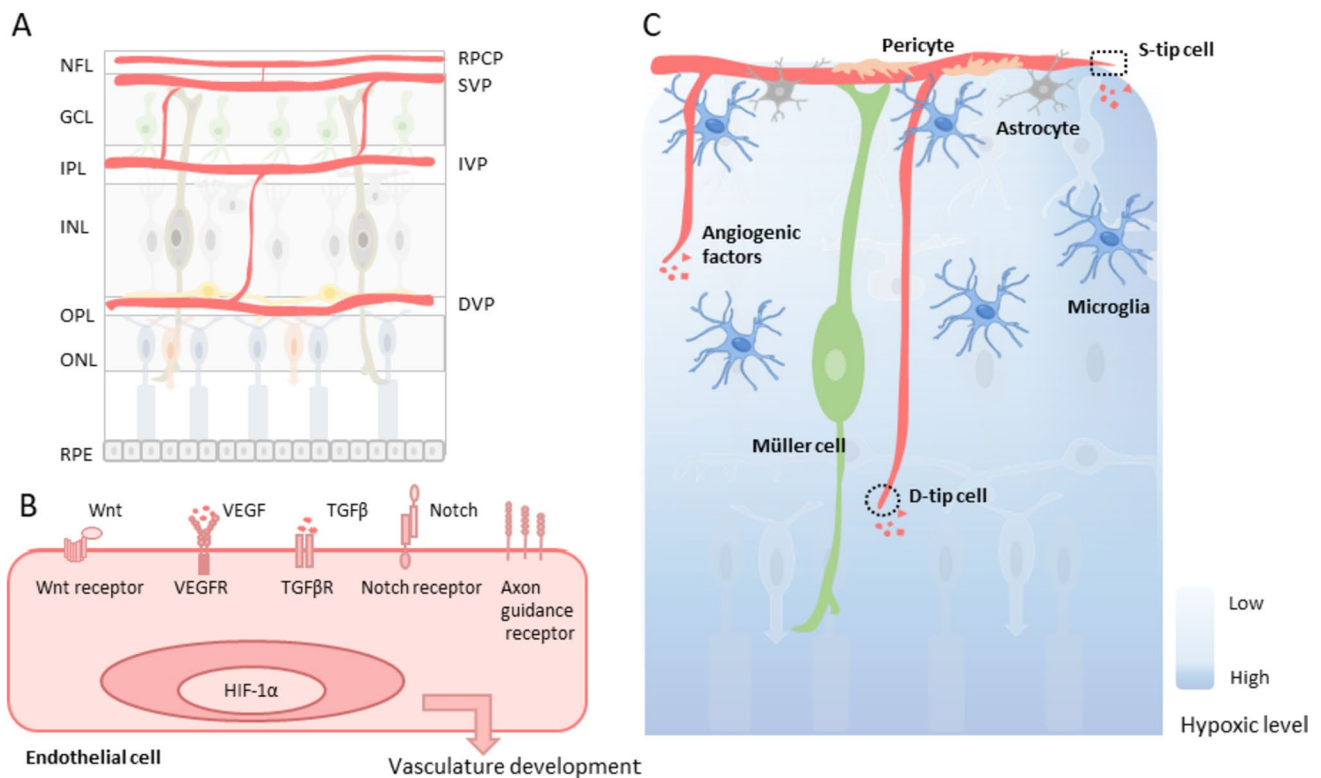 A
NFL
RPCP
SVP
GCL
IPL
IVP
INL
DVP
OPL
ONL
RPE
B
Wnt
VEGF
TGFβ
Notch
Wnt receptor
VEGFR
TGFβR
Notch receptor
Axon
guidance
receptor
HIF-1α
Endothelial cell
Vasculature development
C
Pericyte
S-tip cell
Astrocyte
Angiogenic
factors
Microglia
Müller cell
D-tip cell
Low
High
Hypoxic level